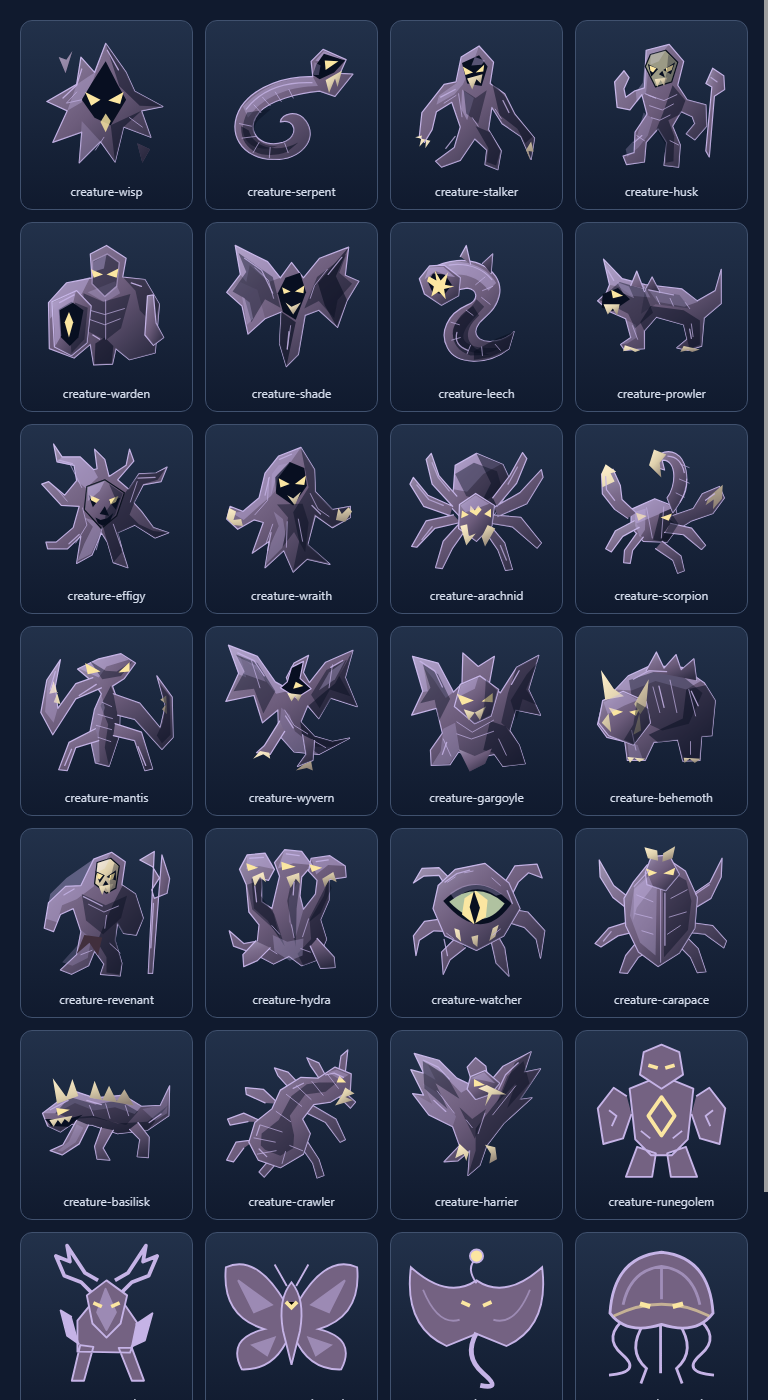 creature-wisp
creature-serpent
creature-stalker
creature-husk
creature-warden
creature-shade
creature-leech
creature-prowler
creature-effigy
creature-wraith
creature-arachnid
creature-scorpion
creature-mantis
creature-wyvern
creature-gargoyle
creature-behemoth
creature-revenant
creature-hydra
creature-watcher
creature-carapace
creature-basilisk
creature-crawler
creature-harrier
creature-runegolem